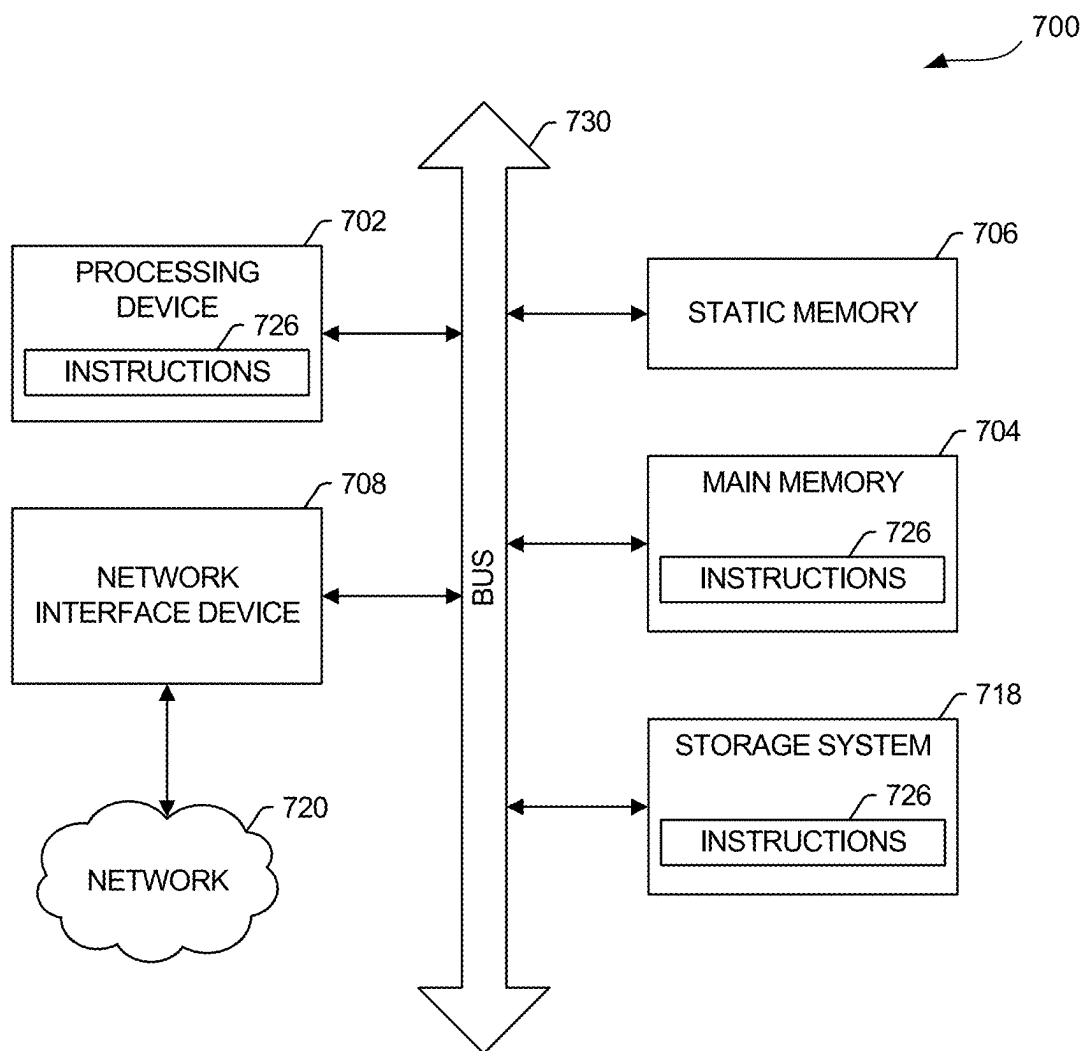 700
730
702
PROCESSING
DEVICE
726
INSTRUCTIONS
706
STATIC MEMORY
704
MAIN MEMORY
726
INSTRUCTIONS
708
NETWORK
INTERFACE DEVICE
BUS
718
STORAGE SYSTEM
726
INSTRUCTIONS
720
NETWORK